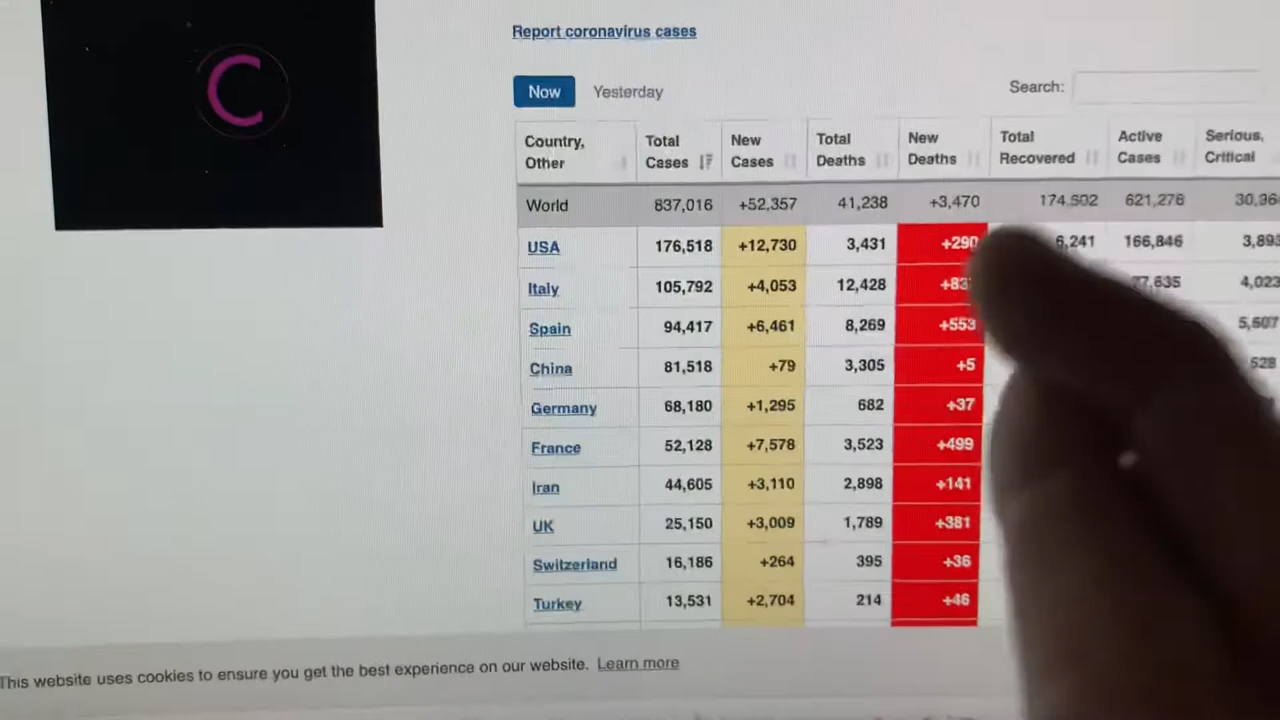 C
Report coronavirus cases
Now Yesterday Search:
Country, Other Total Cases New Cases Total Deaths New Deaths Total Recovered Active Cases Serious, Critical
World 837,016 +52,357 41,238 +3,470 174,502 621,276
USA 176,518 +12,730 3,431 +290 166,846
Italy 105,792 +4,053 12,428
Spain 94,417 +6,461 8,269 +553 5,607
China 81,518 +79 3,305 +5 528
Germany 68,180 +1,295 682 +37
France 52,128 +7,578 3,523 +499
Iran 44,605 +3,110 2,898 +141
UK 25,150 +3,009 1,789 +381
Switzerland 16,186 +264 395 +36
Turkey 13,531 +2,704 214 +46
This website uses cookies to ensure you get the best experience on our website. Learn more